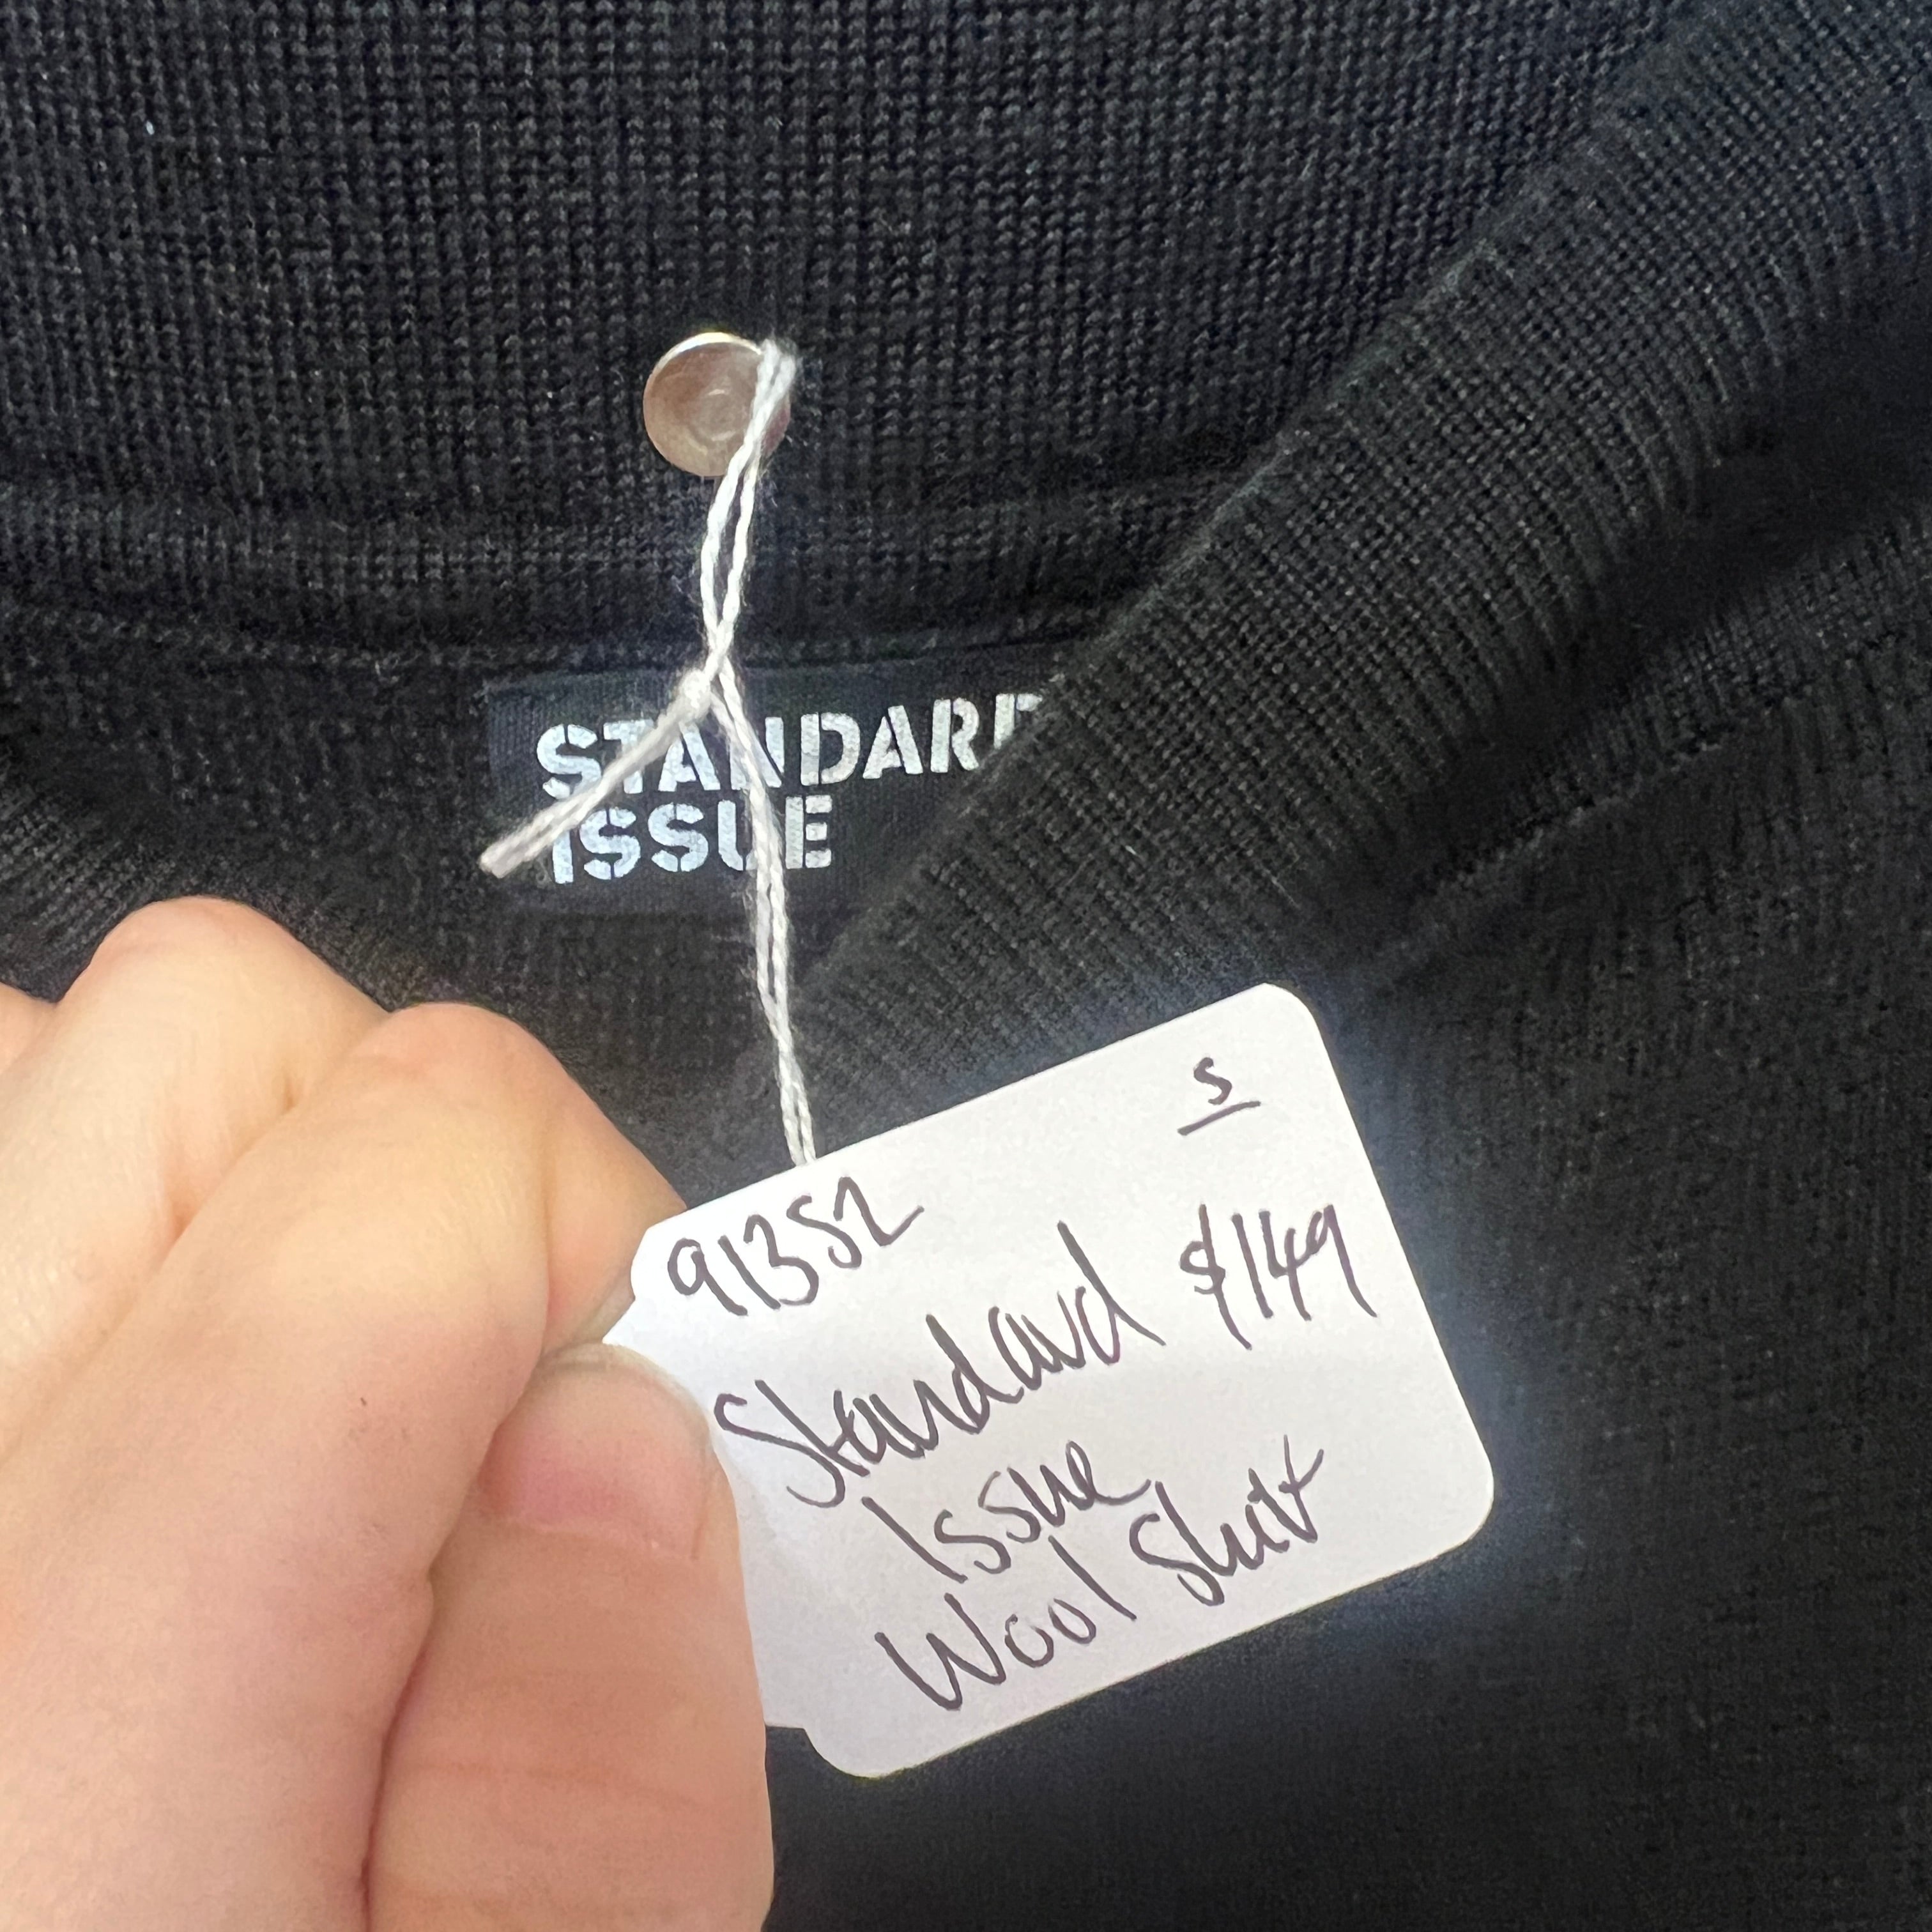 STANDARD
ISSUE
S
91352
Standard $149
Issue
Wool Shirt